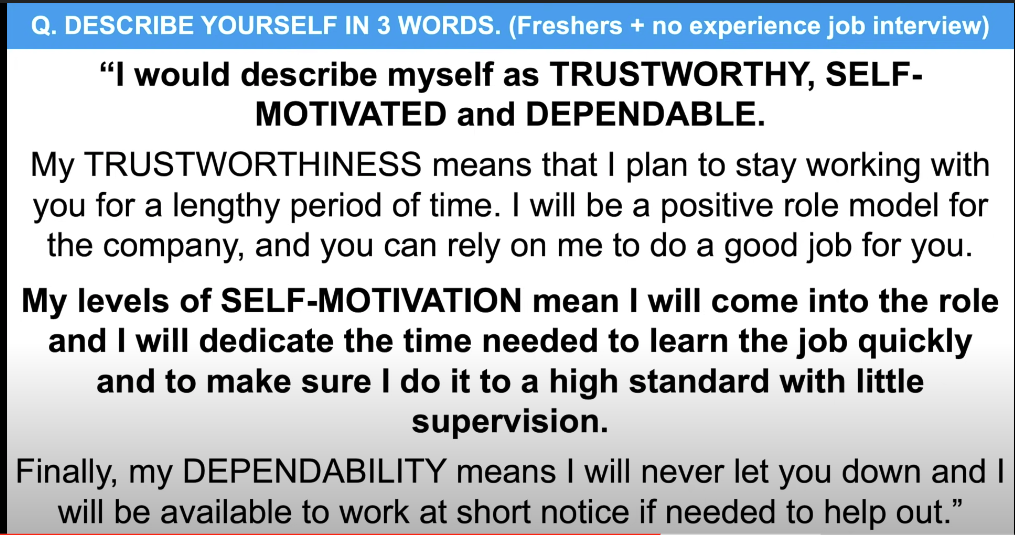 Q. DESCRIBE YOURSELF IN 3 WORDS. (Freshers + no experience job interview)
“I would describe myself as TRUSTWORTHY, SELF-
MOTIVATED and DEPENDABLE.
My TRUSTWORTHINESS means that I plan to stay working with
you for a lengthy period of time. I will be a positive role model for
the company, and you can rely on me to do a good job for you.
My levels of SELF-MOTIVATION mean I will come into the role
and I will dedicate the time needed to learn the job quickly
and to make sure I do it to a high standard with little
supervision.
Finally, my DEPENDABILITY means I will never let you down and I
will be available to work at short notice if needed to help out.”